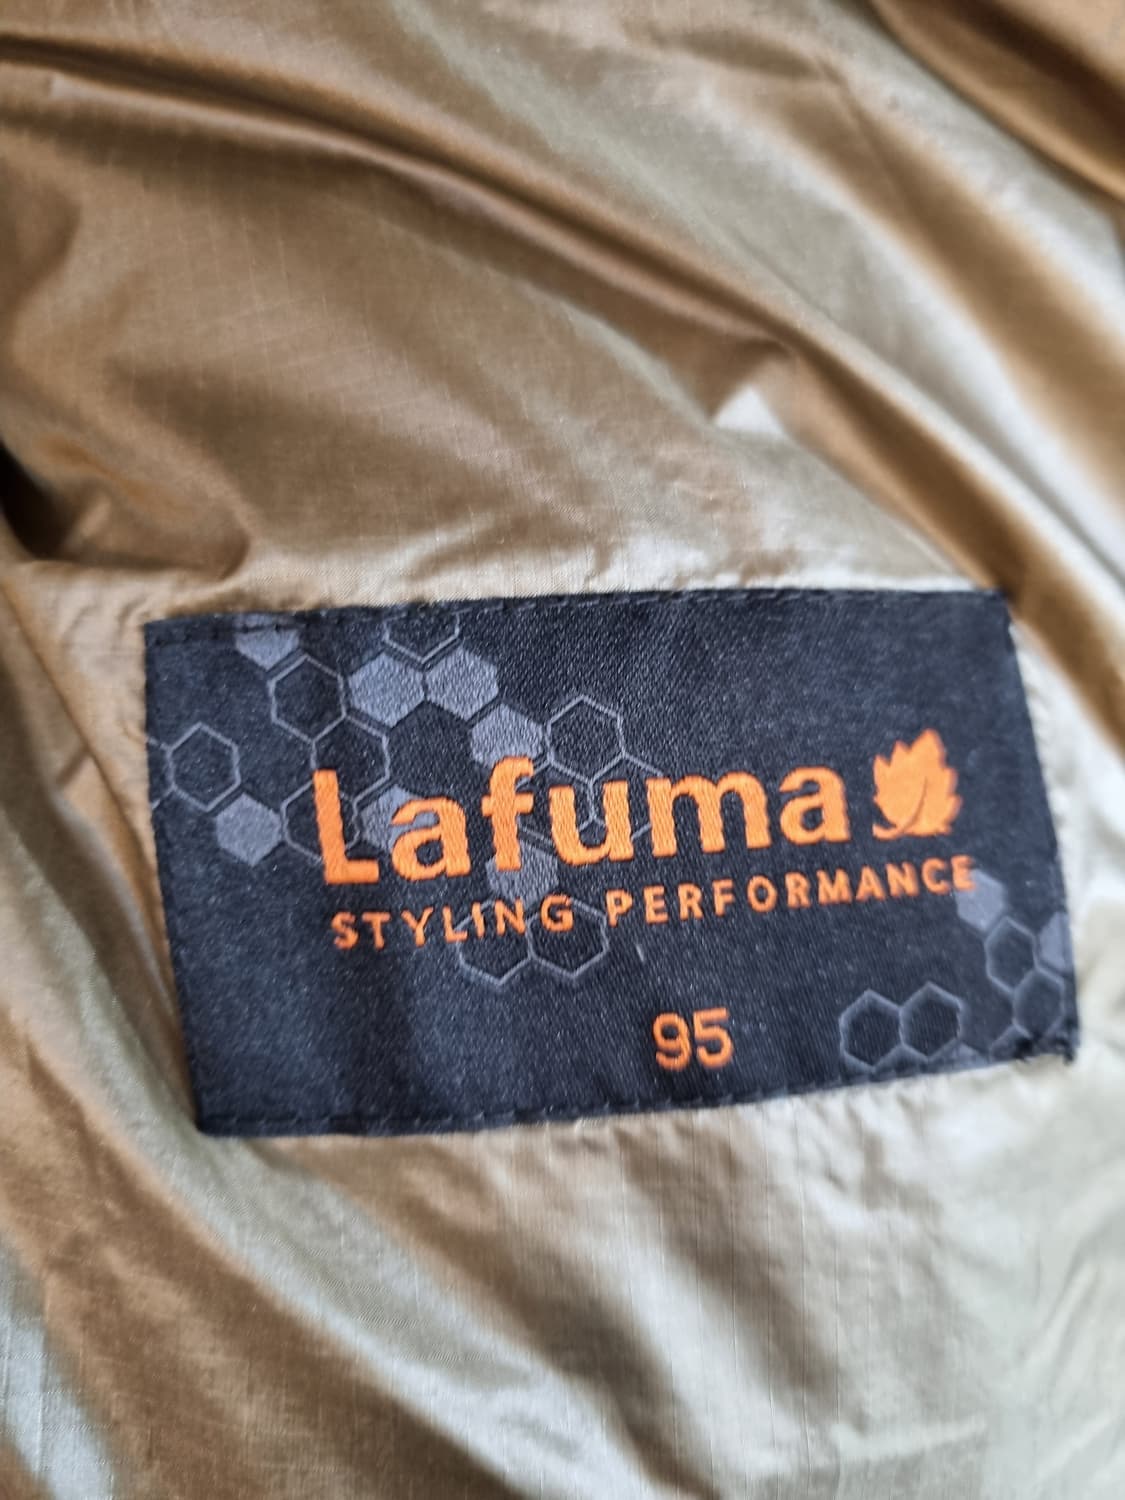 Lafuma
STYLING PERFORMANCE
95